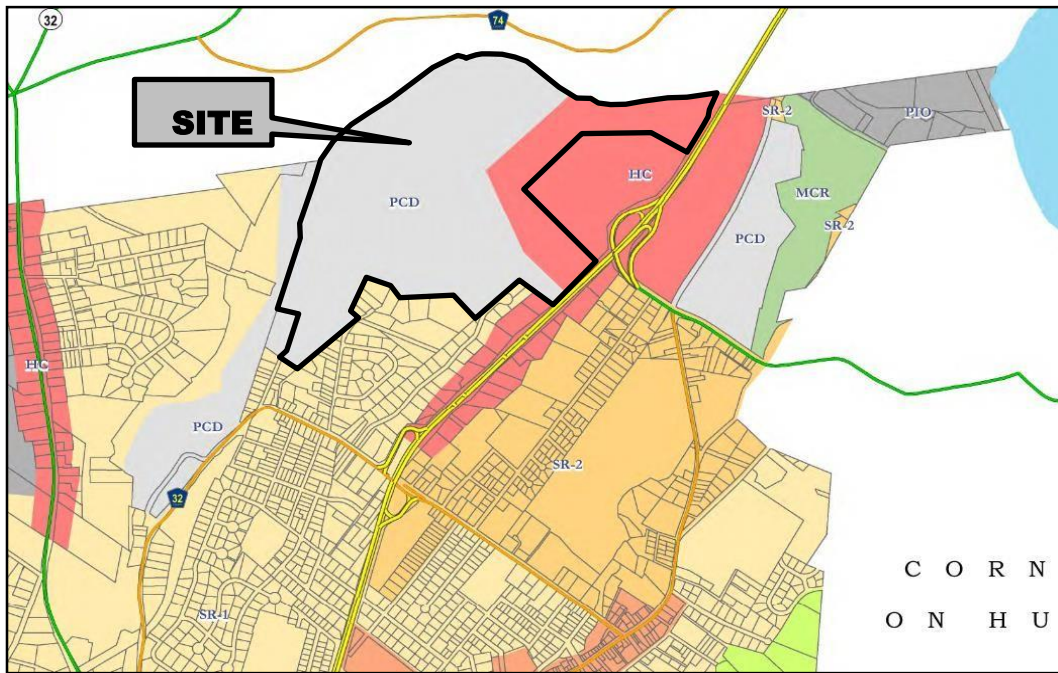 32
74
SITE
SR-2
PIO
HC
PCD
MCR
SR-2
PCD
HC
PCD
SR-2
32
SR-1
C O R N
O N H U